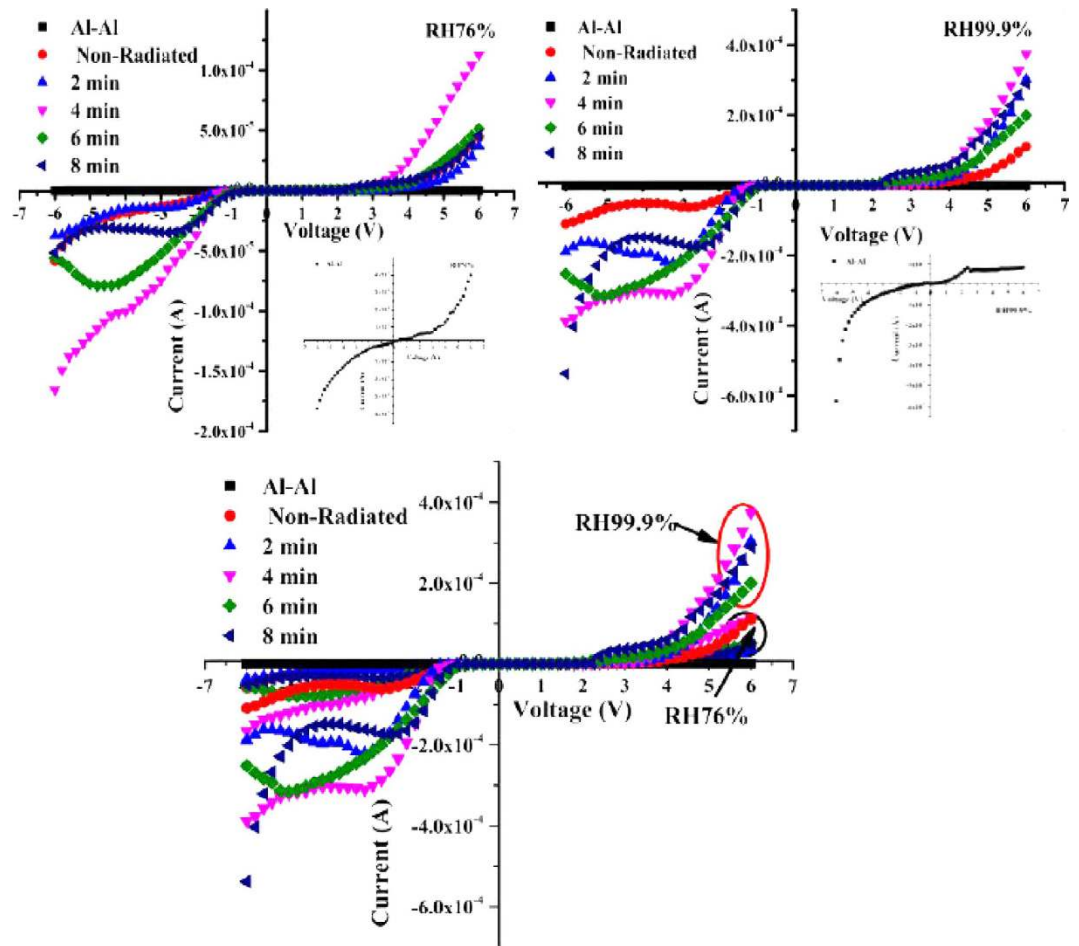 Al-Al
Non-Radiated
2 min
4 min
6 min
8 min
RH76%
1.0x10⁻⁴
5.0x10⁻⁵
0.0
-5.0x10⁻⁵
-1.0x10⁻⁴
-1.5x10⁻⁴
-2.0x10⁻⁴
-7 -6 -5 -4 -3 -2 -1 0 1 2 3 4 5 6 7
Voltage (V)
Current (A)
Al-Al
Al-Al
Non-Radiated
2 min
4 min
6 min
8 min
RH99.9%
4.0x10⁻⁴
2.0x10⁻⁴
0.0
-2.0x10⁻⁴
-4.0x10⁻⁴
-6.0x10⁻⁴
-7 -6 -5 -4 -3 -2 -1 0 1 2 3 4 5 6 7
Voltage (V)
Current (A)
Al-Al
Voltage (V)
RH99.9%
Al-Al
Non-Radiated
2 min
4 min
6 min
8 min
RH99.9%
RH76%
4.0x10⁻⁴
2.0x10⁻⁴
0.0
-2.0x10⁻⁴
-4.0x10⁻⁴
-6.0x10⁻⁴
-7 -5 -3 -1 1 2 3 4 5 6 7
Voltage (V)
Current (A)